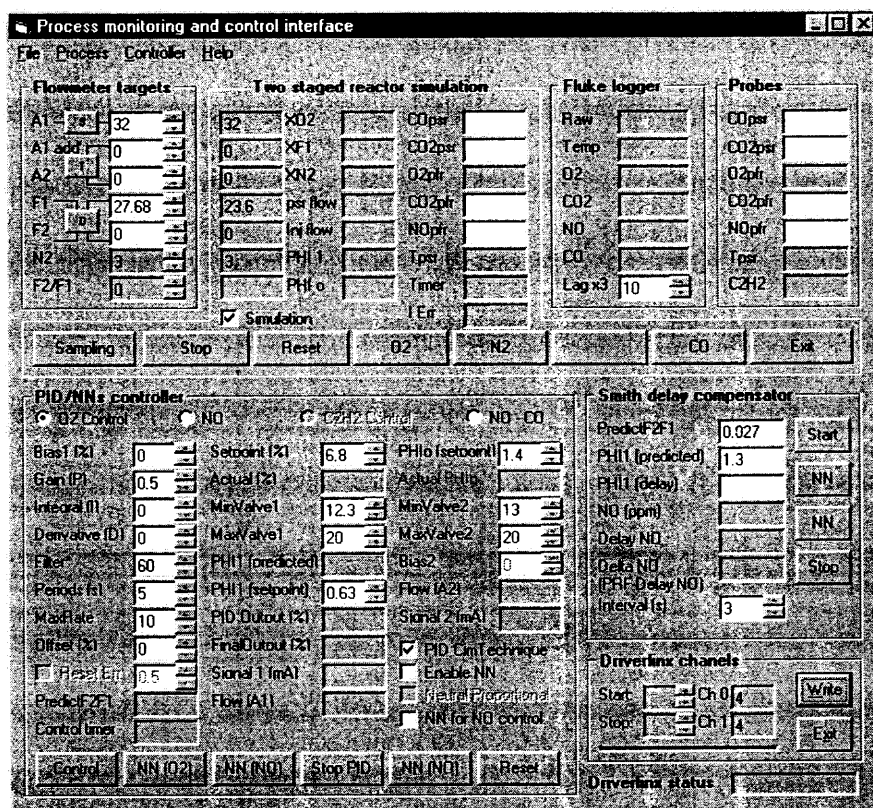 Process monitoring and control interface
File Process Controller Help
Flowmeter targets
A1 32
A1 add 0
A2 0
F1 27.68
F2 0
N2 3
F2/F1 0
Two staged reactor simulation
32 XO2 COpsr
0 XF1 CO2psr
0 XN2 O2pfr
23.6 psr flow CO2pfr
0 Inj flow NOpfr
3 PHI 1 Tpsr
PHI o Timer
Simulation I Err
Fluke logger
Raw
Temp
O2
CO2
NO
CO
Lag x3 10
Probes
COpsr
CO2psr
O2pfr
CO2pfr
NOpfr
Tpsr
C2H2
Sampling Stop Reset O2 N2 CO Exit
PID/NNs controller
O2 Control NO C2H2 Control NO - CO
Bias1 [%] 0 Setpoint [%] 6.8 PHIo [setpoint] 1.4
Gain (P) 0.5 Actual [%] Actual PHIo
Integral (I) 0 MinValve1 12.3 MinValve2 13
Derivative (D) 0 MaxValve1 20 MaxValve2 20
Filter 60 PHI1 (predicted) Bias2 0
Periods (s) 5 PHI1 (setpoint) 0.63 Flow (A2)
MaxRate 10 PID Output [%] Signal 2 [mA]
Offset [%] 0 FinalOutput [%] PID CimTechnique
Reset Err 0.5 Signal 1 [mA] Enable NN
PredictF2F1 Flow (A1) Neutral Proportional
Control timer NN for NO control
Control NN (O2) NN (NO) Stop PID NN (NO) Reset
Smith delay compensator
PredictF2F1 0.027 Start
PHI1 (predicted) 1.3
PHI1 (delay) NN
NO (ppm)
Delay NO NN
Delta NO Stop
(PRF-Delay NO)
Interval (s) 3
Driverlinx chanels
Start Ch 0 4 Write
Stop Ch 1 4 Exit
Driverlinx status